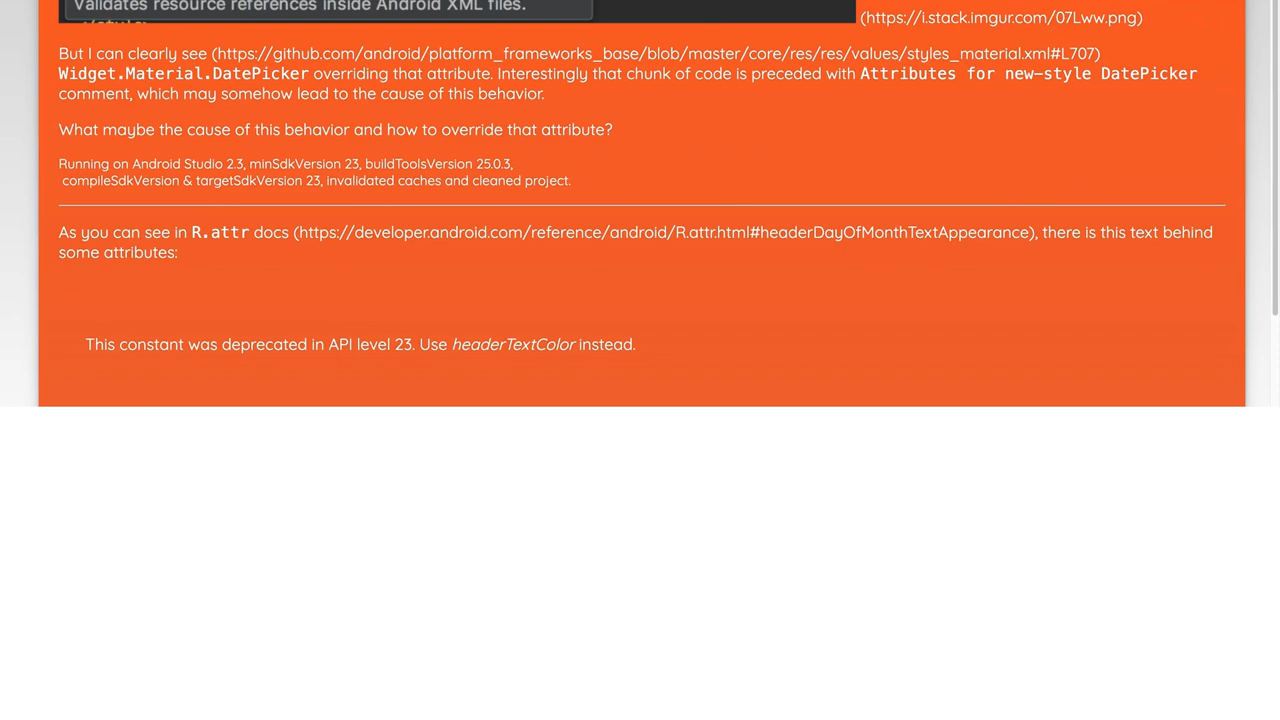 Validates resource references inside Android XML files.
(https://i.stack.imgur.com/07Lww.png)
But I can clearly see (https://github.com/android/platform_frameworks_base/blob/master/core/res/res/values/styles_material.xml#L707)
Widget.Material.DatePicker overriding that attribute. Interestingly that chunk of code is preceded with Attributes for new-style DatePicker
comment, which may somehow lead to the cause of this behavior.
What maybe the cause of this behavior and how to override that attribute?
Running on Android Studio 2.3, minSdkVersion 23, buildToolsVersion 25.0.3,
compileSdkVersion & targetSdkVersion 23, invalidated caches and cleaned project.
As you can see in R.attr docs (https://developer.android.com/reference/android/R.attr.html#headerDayOfMonthTextAppearance), there is this text behind
some attributes:
This constant was deprecated in API level 23. Use headerTextColor instead.